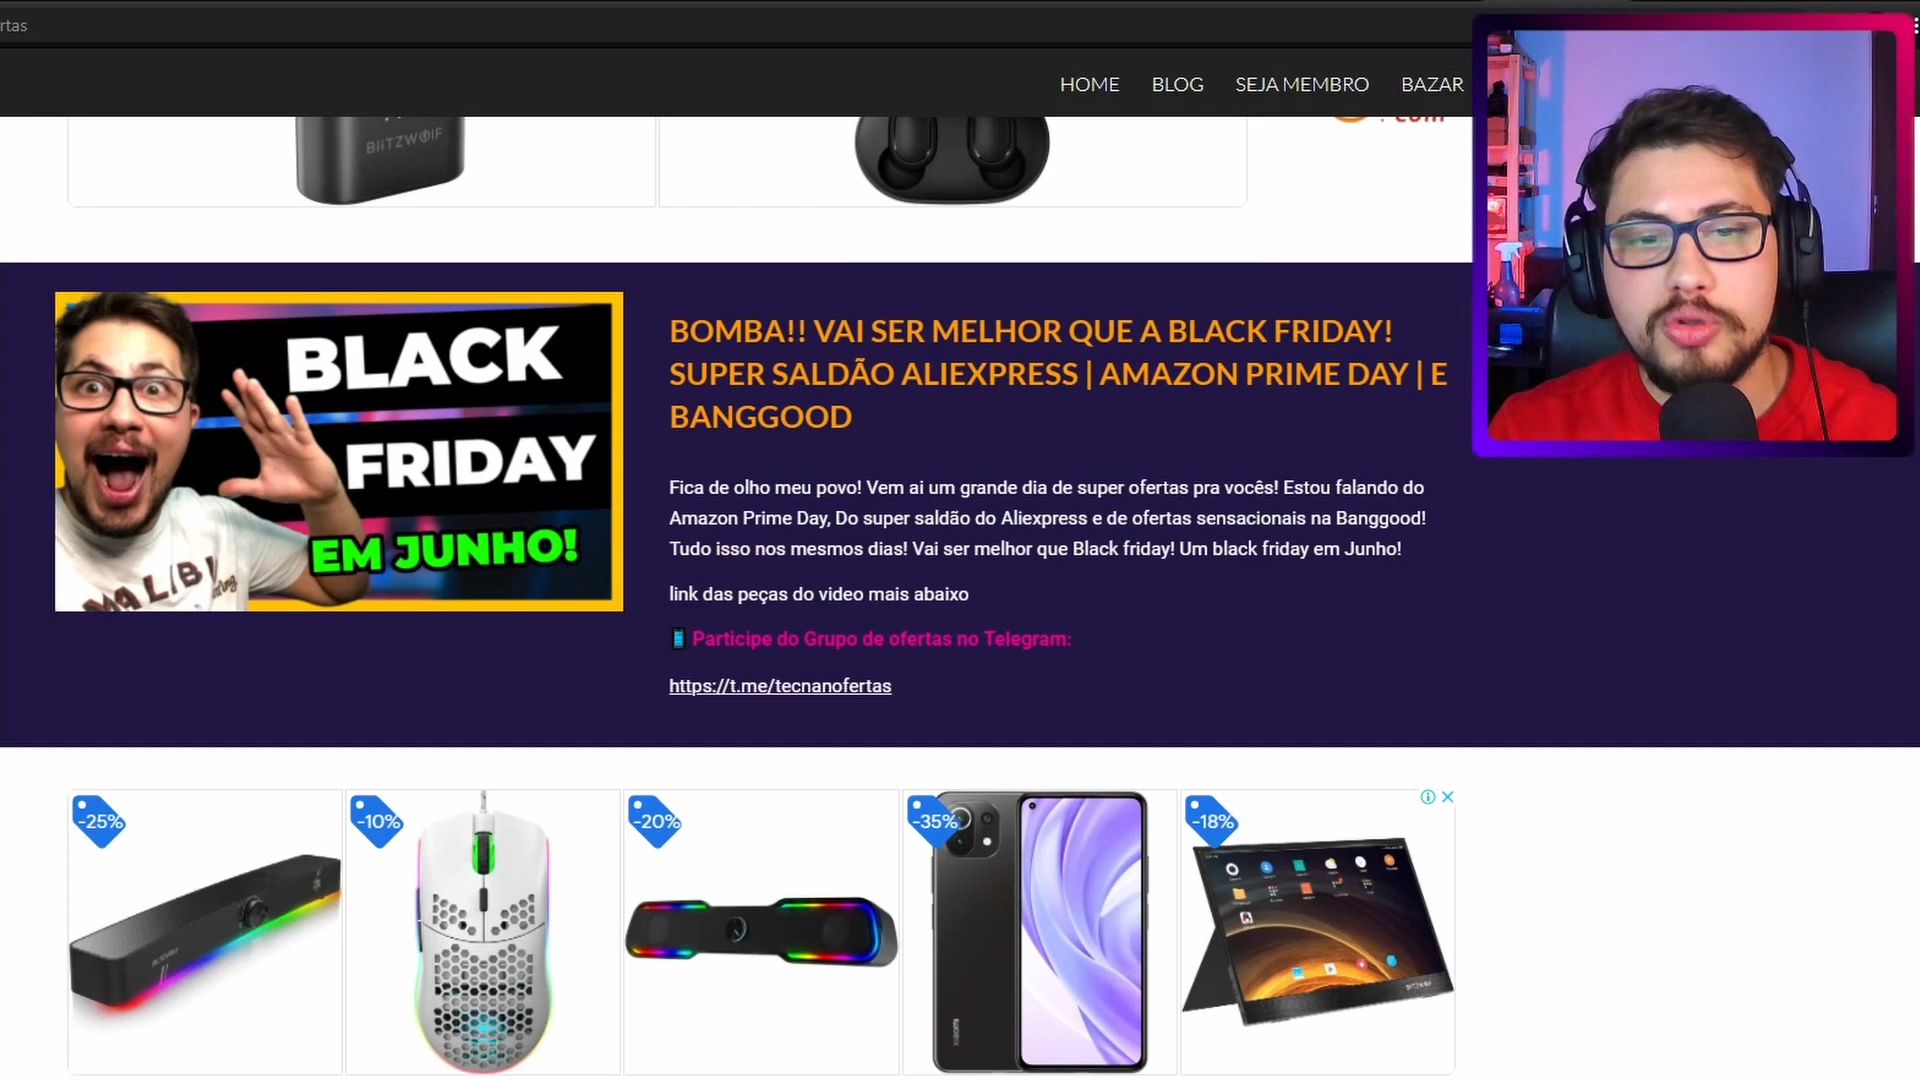 rtas
HOME BLOG SEJA MEMBRO BAZAR
BLITZWOLF
BLACK
FRIDAY
EM JUNHO!
MALIBU
BOMBA!! VAI SER MELHOR QUE A BLACK FRIDAY!
SUPER SALDÃO ALIEXPRESS | AMAZON PRIME DAY | E
BANGGOOD
Fica de olho meu povo! Vem ai um grande dia de super ofertas pra vocês! Estou falando do
Amazon Prime Day, Do super saldão do Aliexpress e de ofertas sensacionais na Banggood!
Tudo isso nos mesmos dias! Vai ser melhor que Black friday! Um black friday em Junho!
link das peças do video mais abaixo
Participe do Grupo de ofertas no Telegram:
https://t.me/tecnanofertas
-25%
-10%
-20%
-35%
-18%
XIAOMI
BLITZWOLF